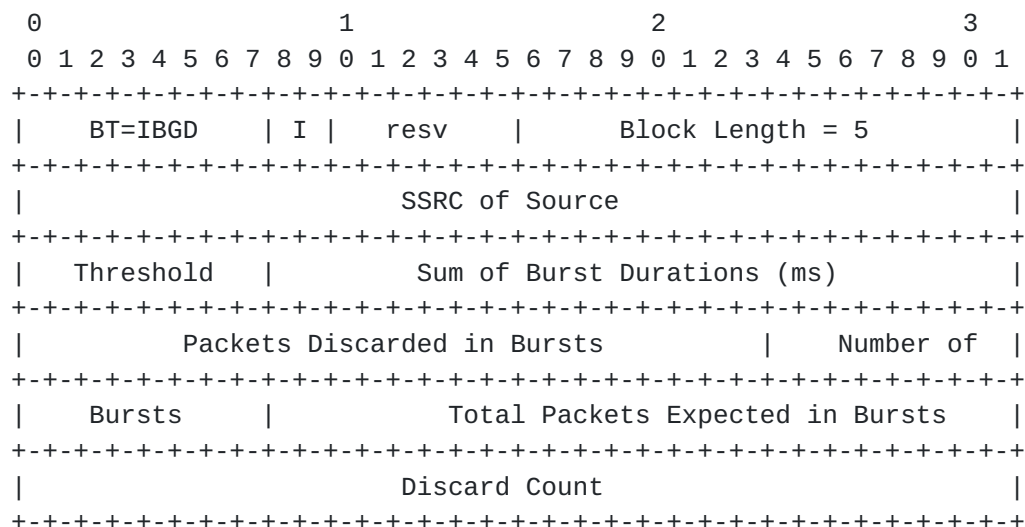 0                   1                   2                   3
 0 1 2 3 4 5 6 7 8 9 0 1 2 3 4 5 6 7 8 9 0 1 2 3 4 5 6 7 8 9 0 1
+-+-+-+-+-+-+-+-+-+-+-+-+-+-+-+-+-+-+-+-+-+-+-+-+-+-+-+-+-+-+-+-+
|    BT=IBGD    | I |   resv    |      Block Length = 5         |
+-+-+-+-+-+-+-+-+-+-+-+-+-+-+-+-+-+-+-+-+-+-+-+-+-+-+-+-+-+-+-+-+
|                        SSRC of Source                         |
+-+-+-+-+-+-+-+-+-+-+-+-+-+-+-+-+-+-+-+-+-+-+-+-+-+-+-+-+-+-+-+-+
|   Threshold   |         Sum of Burst Durations (ms)           |
+-+-+-+-+-+-+-+-+-+-+-+-+-+-+-+-+-+-+-+-+-+-+-+-+-+-+-+-+-+-+-+-+
|          Packets Discarded in Bursts          |    Number of  |
+-+-+-+-+-+-+-+-+-+-+-+-+-+-+-+-+-+-+-+-+-+-+-+-+-+-+-+-+-+-+-+-+
|    Bursts     |           Total Packets Expected in Bursts    |
+-+-+-+-+-+-+-+-+-+-+-+-+-+-+-+-+-+-+-+-+-+-+-+-+-+-+-+-+-+-+-+-+
|                        Discard Count                          |
+-+-+-+-+-+-+-+-+-+-+-+-+-+-+-+-+-+-+-+-+-+-+-+-+-+-+-+-+-+-+-+-+